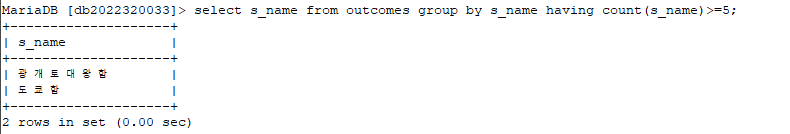 MariaDB [db2022320033]> select s_name from outcomes group by s_name having count(s_name)>=5;
+--------------------+
| s_name             |
+--------------------+
| 광개토대왕함             |
| 도쿄함                |
+--------------------+
2 rows in set (0.00 sec)